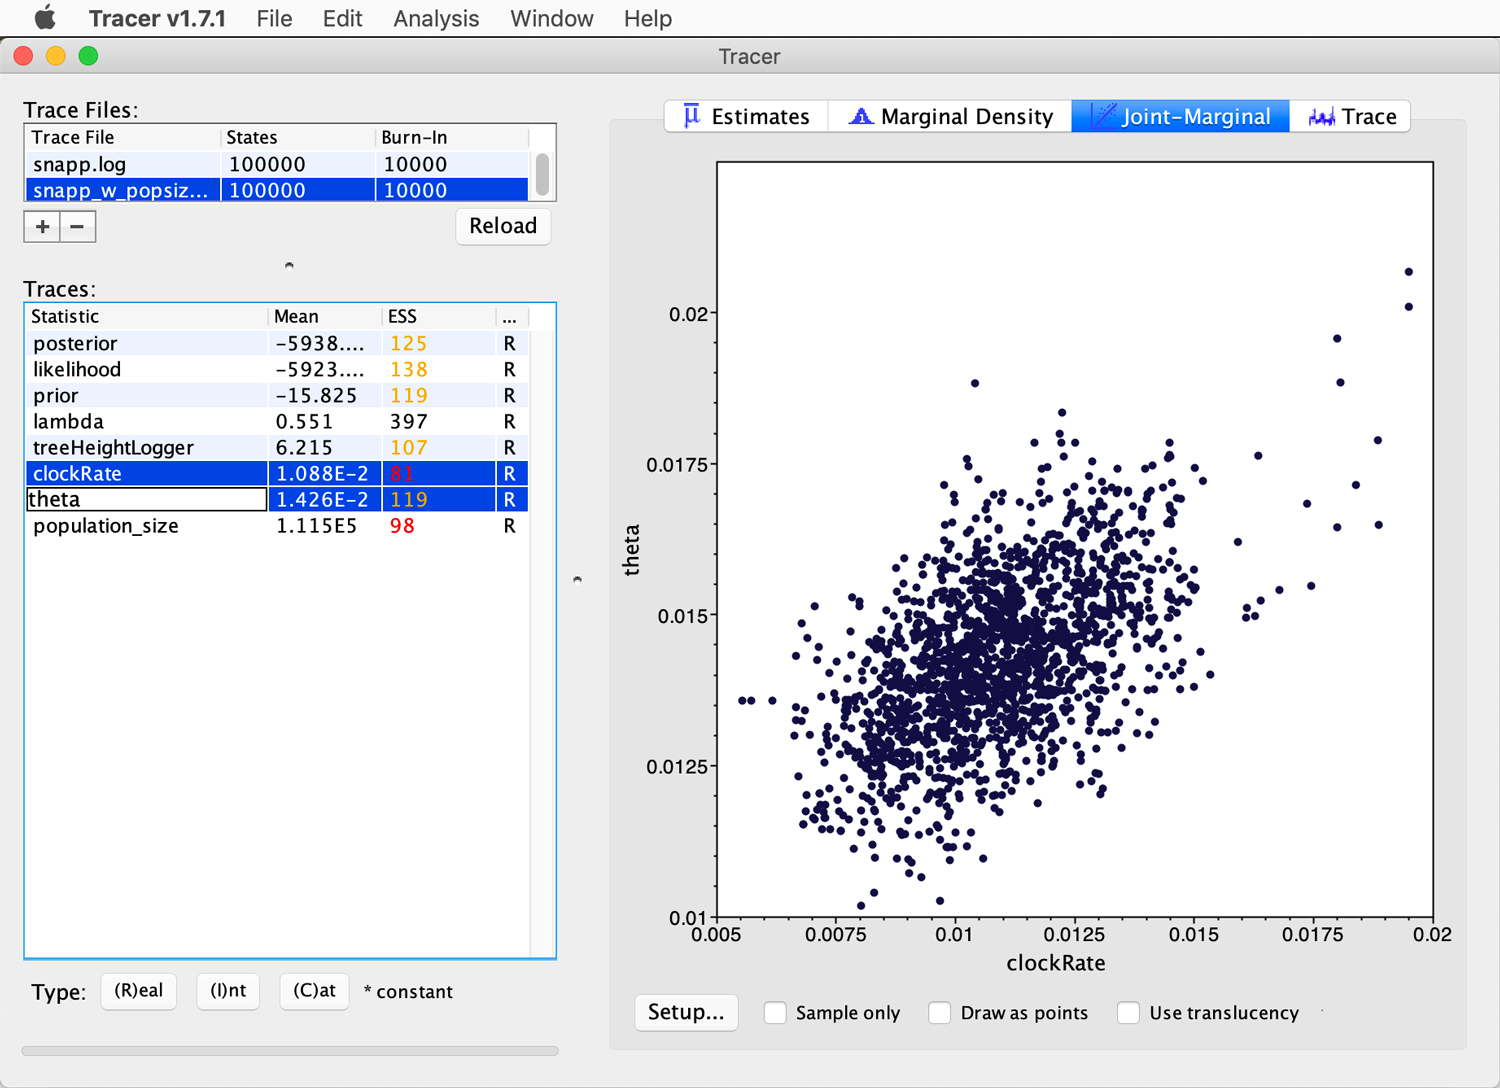 Tracer v1.7.1 File Edit Analysis Window Help
Tracer
Trace Files:
Trace File States Burn-In
snapp.log 100000 10000
snapp_w_popsiz... 100000 10000
+ −
Reload
Traces:
Statistic Mean ESS ...
posterior −5938.... 125 R
likelihood −5923.... 138 R
prior −15.825 119 R
lambda 0.551 397 R
treeHeightLogger 6.215 107 R
clockRate 1.088E−2 81 R
theta 1.426E−2 119 R
population_size 1.115E5 98 R
Type: (R)eal (I)nt (C)at * constant
μ Estimates Marginal Density Joint-Marginal Trace
0.02
0.0175
theta
0.015
0.0125
0.01
0.005 0.0075 0.01 0.0125 0.015 0.0175 0.02
clockRate
Setup... Sample only Draw as points Use translucency